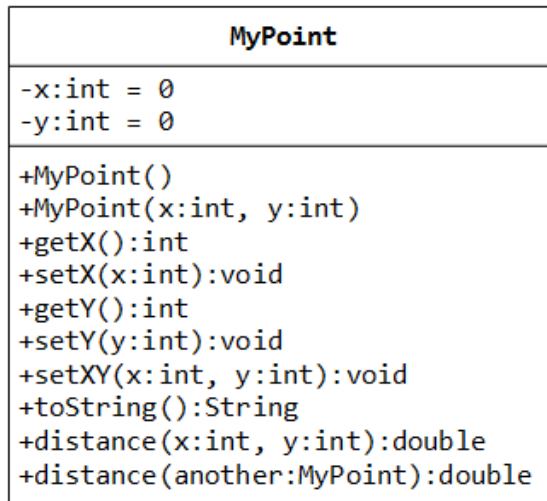 MyPoint
-x:int = 0
-y:int = 0
+MyPoint()
+MyPoint(x:int, y:int)
+getX():int
+setX(x:int):void
+getY():int
+setY(y:int):void
+setXY(x:int, y:int):void
+toString():String
+distance(x:int, y:int):double
+distance(another:MyPoint):double